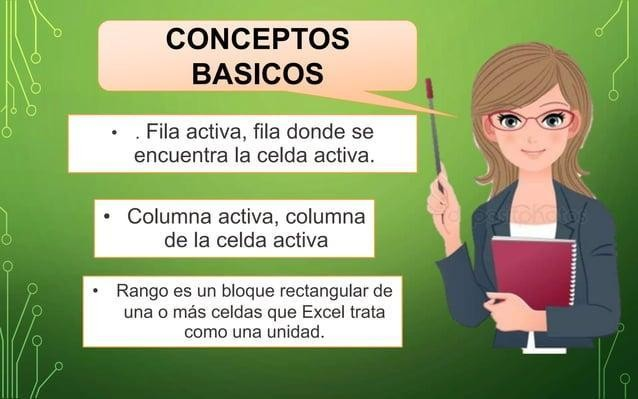 CONCEPTOS
BASICOS
• . Fila activa, fila donde se
encuentra la celda activa.
• Columna activa, columna
de la celda activa
• Rango es un bloque rectangular de
una o más celdas que Excel trata
como una unidad.